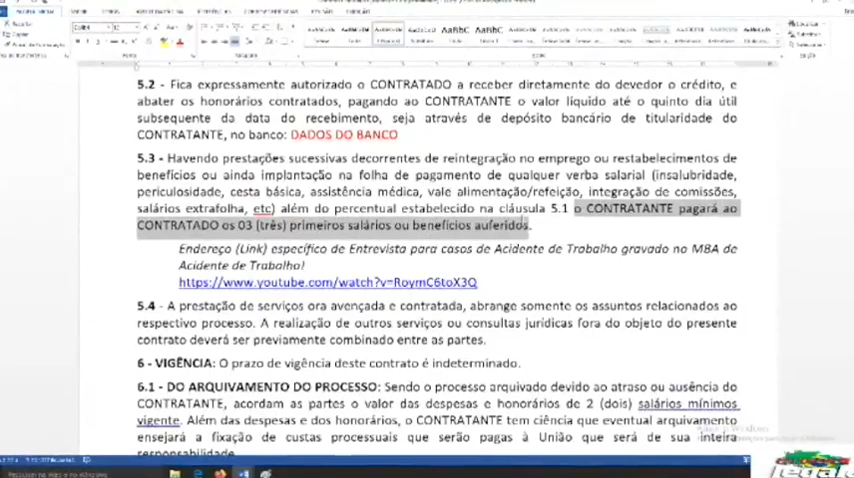 5.2 - Fica expressamente autorizado o CONTRATADO a receber diretamente do devedor o crédito, e
abater os honorários contratados, pagando ao CONTRATANTE o valor líquido até o quinto dia útil
subsequente da data do recebimento, seja através de depósito bancário de titularidade do
CONTRATANTE, no banco: DADOS DO BANCO
5.3 - Havendo prestações sucessivas decorrentes de reintegração no emprego ou restabelecimentos de
benefícios ou ainda implantação na folha de pagamento de qualquer verba salarial (insalubridade,
periculosidade, cesta básica, assistência médica, vale alimentação/refeição, integração de comissões,
salários extrafolha, etc) além do percentual estabelecido na cláusula 5.1 o CONTRATANTE pagará ao
CONTRATADO os 03 (três) primeiros salários ou benefícios auferidos.
Endereço (Link) específico de Entrevista para casos de Acidente de Trabalho gravado no MBA de
Acidente de Trabalho!
https://www.youtube.com/watch?v=RoymC6toX3Q
5.4 - A prestação de serviços ora avençada e contratada, abrange somente os assuntos relacionados ao
respectivo processo. A realização de outros serviços ou consultas jurídicas fora do objeto do presente
contrato deverá ser previamente combinado entre as partes.
6 - VIGÊNCIA: O prazo de vigência deste contrato é indeterminado.
6.1 - DO ARQUIVAMENTO DO PROCESSO: Sendo o processo arquivado devido ao atraso ou ausência do
CONTRATANTE, acordam as partes o valor das despesas e honorários de 2 (dois) salários mínimos
vigente. Além das despesas e dos honorários, o CONTRATANTE tem ciência que eventual arquivamento
ensejará a fixação de custas processuais que serão pagas à União que será de sua inteira
responsabilidade.